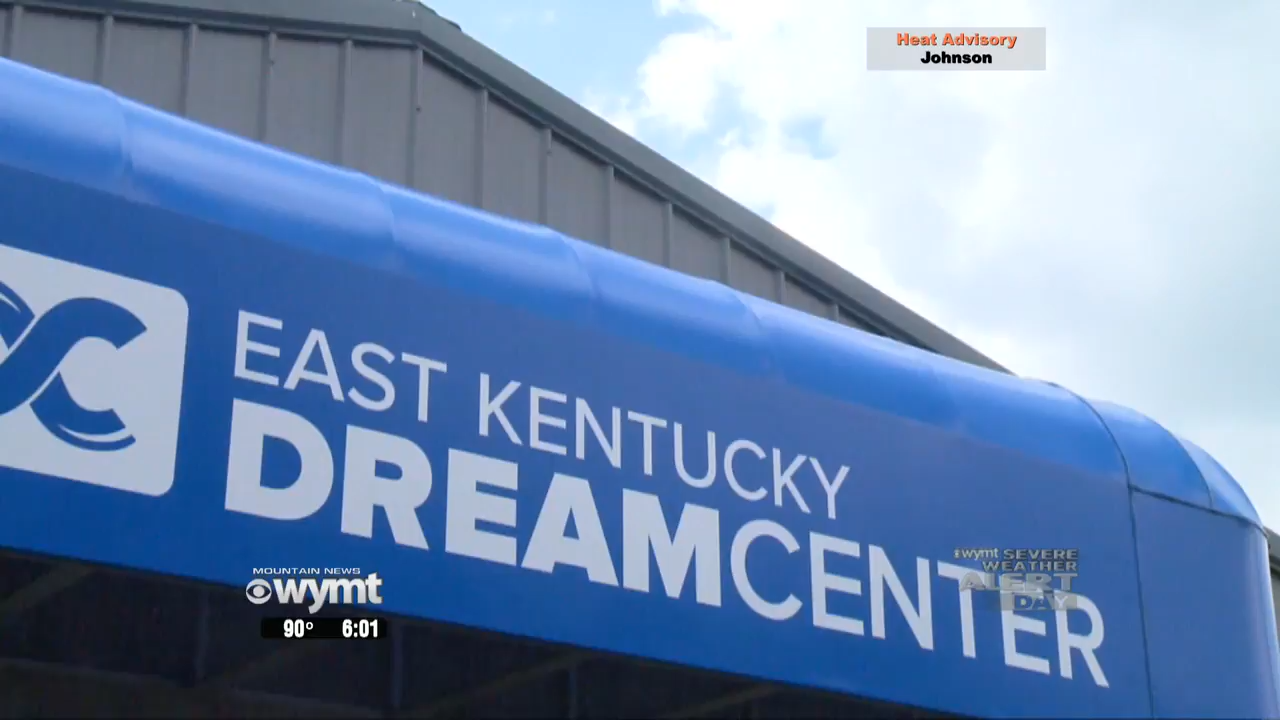 Heat Advisory
Johnson
EAST KENTUCKY
DREAMCENTER
wymt SEVERE
WEATHER
ALERT
DAY
MOUNTAIN NEWS
wymt
90° 6:01